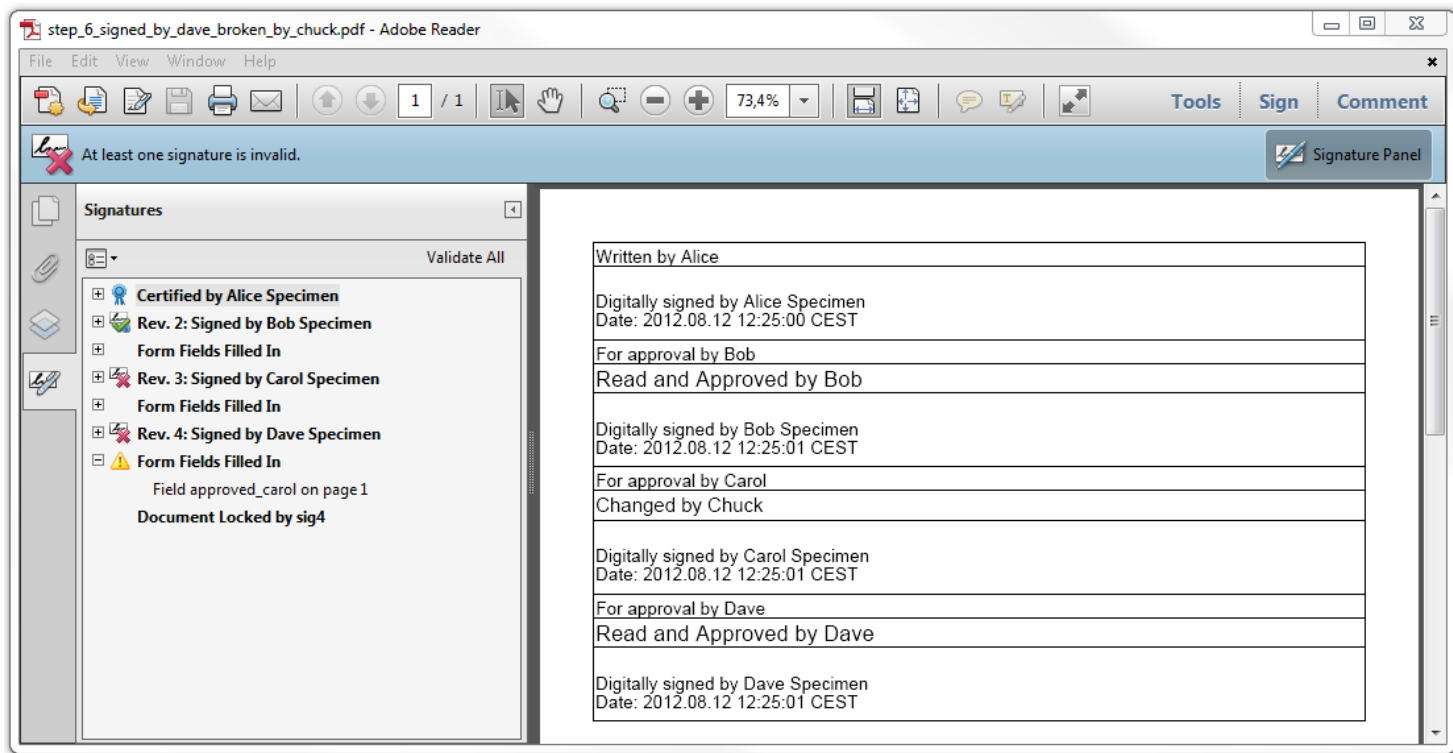 step_6_signed_by_dave_broken_by_chuck.pdf - Adobe Reader
File Edit View Window Help
1 / 1 73,4% Tools Sign Comment
At least one signature is invalid. Signature Panel
Signatures
Validate All
Certified by Alice Specimen
Rev. 2: Signed by Bob Specimen
Form Fields Filled In
Rev. 3: Signed by Carol Specimen
Form Fields Filled In
Rev. 4: Signed by Dave Specimen
Form Fields Filled In
Field approved_carol on page 1
Document Locked by sig4
Written by Alice
Digitally signed by Alice Specimen
Date: 2012.08.12 12:25:00 CEST
For approval by Bob
Read and Approved by Bob
Digitally signed by Bob Specimen
Date: 2012.08.12 12:25:01 CEST
For approval by Carol
Changed by Chuck
Digitally signed by Carol Specimen
Date: 2012.08.12 12:25:01 CEST
For approval by Dave
Read and Approved by Dave
Digitally signed by Dave Specimen
Date: 2012.08.12 12:25:01 CEST